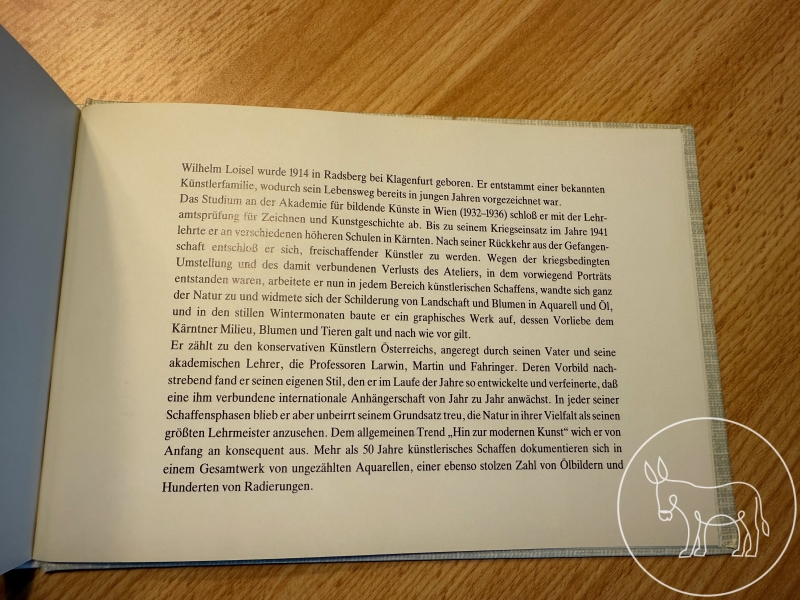 Wilhelm Loisel wurde 1914 in Radsberg bei Klagenfurt geboren. Er entstammt einer bekannten
Künstlerfamilie, wodurch sein Lebensweg bereits in jungen Jahren vorgezeichnet war.
Das Studium an der Akademie für bildende Künste in Wien (1932–1936) schloß er mit der Lehr-
amtsprüfung für Zeichnen und Kunstgeschichte ab. Bis zu seinem Kriegseinsatz im Jahre 1941
lehrte er an verschiedenen höheren Schulen in Kärnten. Nach seiner Rückkehr aus der Gefangen-
schaft entschloß er sich, freischaffender Künstler zu werden. Wegen der kriegsbedingten
Umstellung und des damit verbundenen Verlusts des Ateliers, in dem vorwiegend Porträts
entstanden waren, arbeitete er nun in jedem Bereich künstlerischen Schaffens, wandte sich ganz
der Natur zu und widmete sich der Schilderung von Landschaft und Blumen in Aquarell und Öl,
und in den stillen Wintermonaten baute er ein graphisches Werk auf, dessen Vorliebe dem
Kärntner Milieu, Blumen und Tieren galt und nach wie vor gilt.
Er zählt zu den konservativen Künstlern Österreichs, angeregt durch seinen Vater und seine
akademischen Lehrer, die Professoren Larwin, Martin und Fahringer. Deren Vorbild nach-
strebend fand er seinen eigenen Stil, den er im Laufe der Jahre so entwickelte und verfeinerte, daß
eine ihm verbundene internationale Anhängerschaft von Jahr zu Jahr anwächst. In jeder seiner
Schaffensphasen blieb er aber unbeirrt seinem Grundsatz treu, die Natur in ihrer Vielfalt als seinen
größten Lehrmeister anzusehen. Dem allgemeinen Trend „Hin zur modernen Kunst" wich er von
Anfang an konsequent aus. Mehr als 50 Jahre künstlerisches Schaffen dokumentieren sich in
einem Gesamtwerk von ungezählten Aquarellen, einer ebenso stolzen Zahl von Ölbildern und
Hunderten von Radierungen.